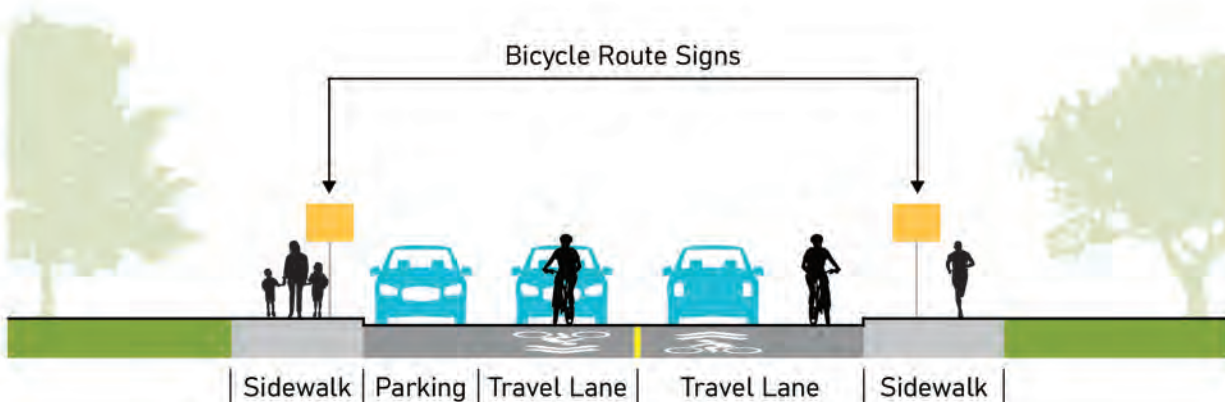 Bicycle Route Signs
Sidewalk
Parking
Travel Lane
Travel Lane
Sidewalk